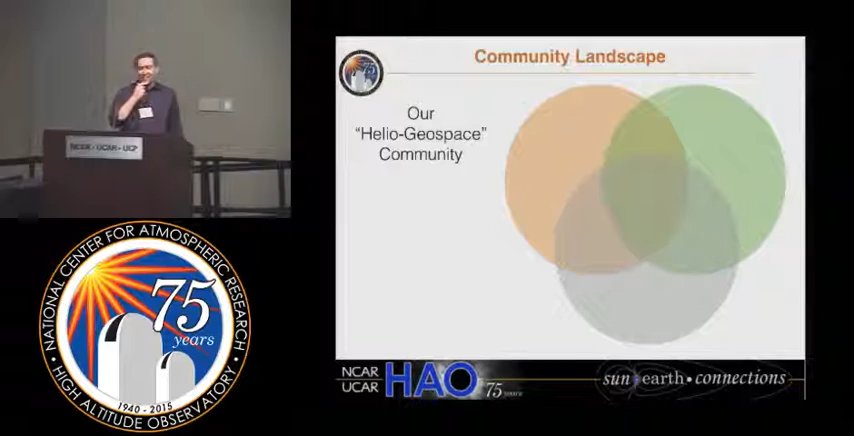 NCAR - UCAR - UCP
NATIONAL CENTER FOR ATMOSPHERIC RESEARCH
75
years
1940 - 2015
HIGH ALTITUDE OBSERVATORY
Community Landscape
Our
"Helio-Geospace"
Community
NCAR
UCAR
HAO
75 years
sun•earth•connections